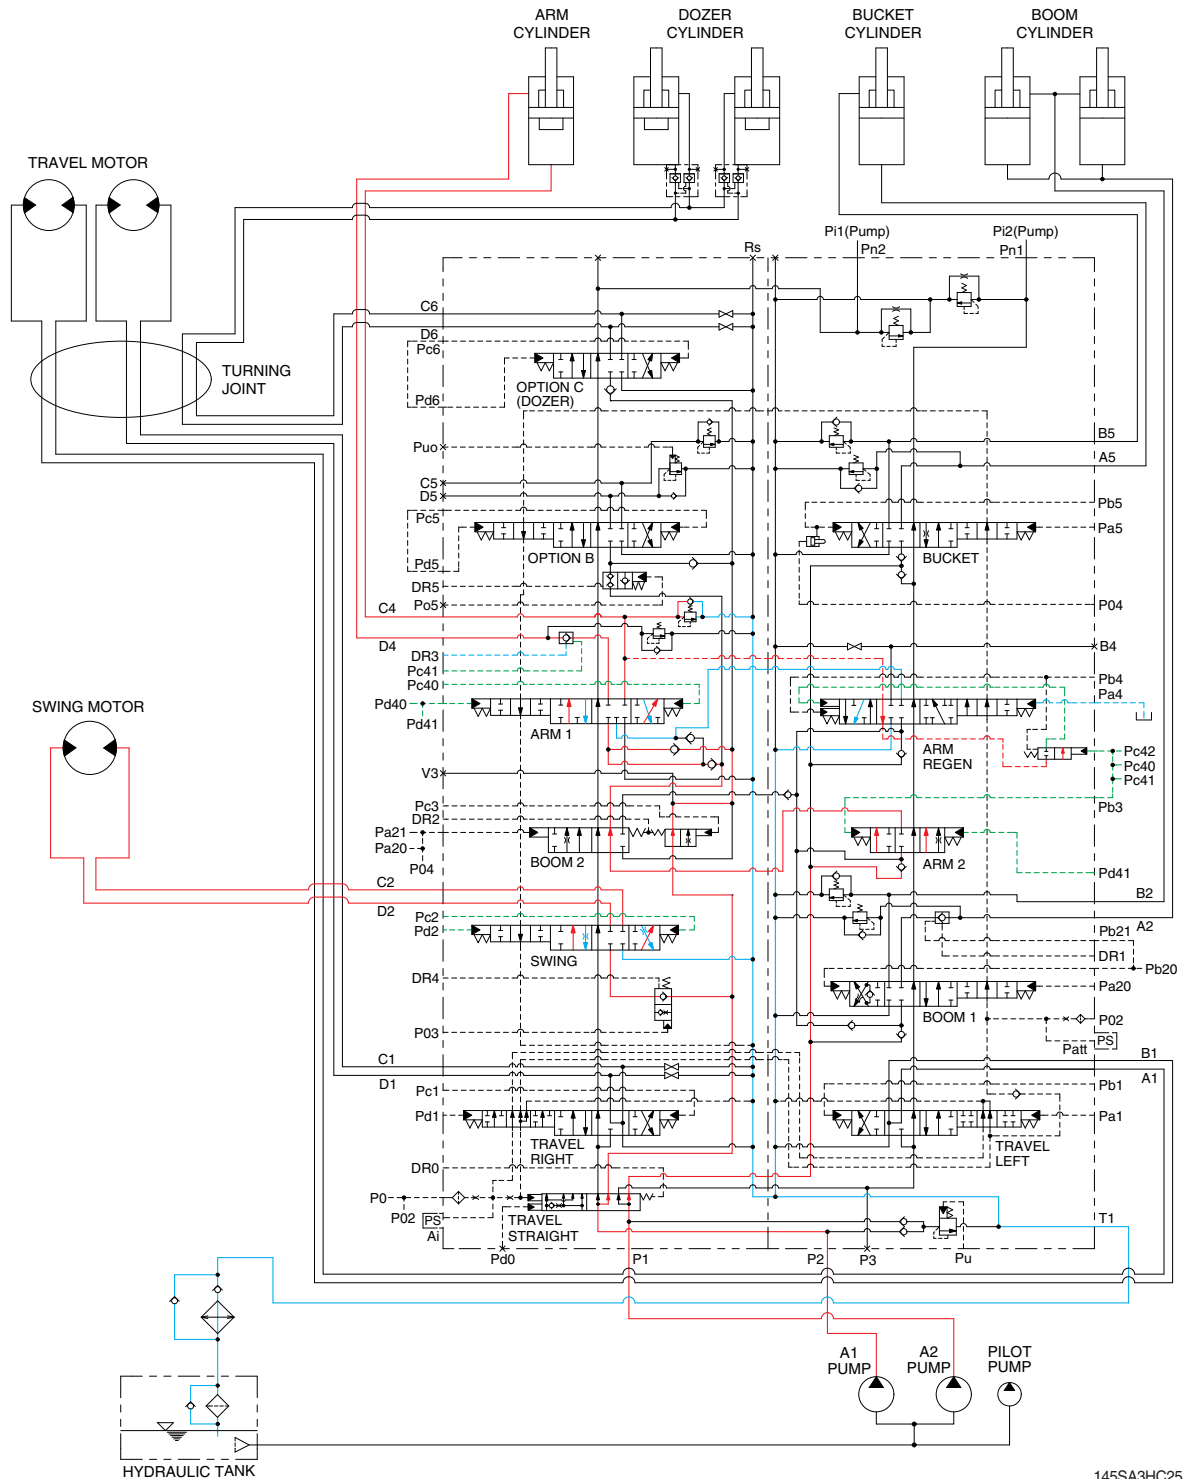 ARM
CYLINDER
DOZER
CYLINDER
BUCKET
CYLINDER
BOOM
CYLINDER
TRAVEL MOTOR
TURNING
JOINT
Rs
Pi1(Pump)
Pn2
Pi2(Pump)
Pn1
C6
D6
Pc6
Pd6
OPTION C
(DOZER)
Puo
C5
D5
Pc5
Pd5
OPTION B
DR5
Po5
B5
A5
Pb5
Pa5
BUCKET
P04
C4
D4
DR3
Pc41
Pc40
Pd40
Pd41
ARM 1
B4
Pb4
Pa4
ARM
REGEN
Pc42
Pc40
Pc41
SWING MOTOR
V3
Pc3
DR2
Pa21
Pa20
P04
BOOM 2
Pb3
ARM 2
Pd41
C2
D2
Pc2
Pd2
SWING
B2
A2
Pb21
DR1
Pb20
Pa20
BOOM 1
DR4
P03
P02
PS
Patt
C1
D1
Pc1
Pd1
TRAVEL
RIGHT
B1
A1
Pb1
Pa1
TRAVEL
LEFT
DR0
P0
P02
PS
Ai
TRAVEL
STRAIGHT
Pd0
P1
P2
P3
Pu
T1
A1
PUMP
A2
PUMP
PILOT
PUMP
HYDRAULIC TANK
145SA3HC25